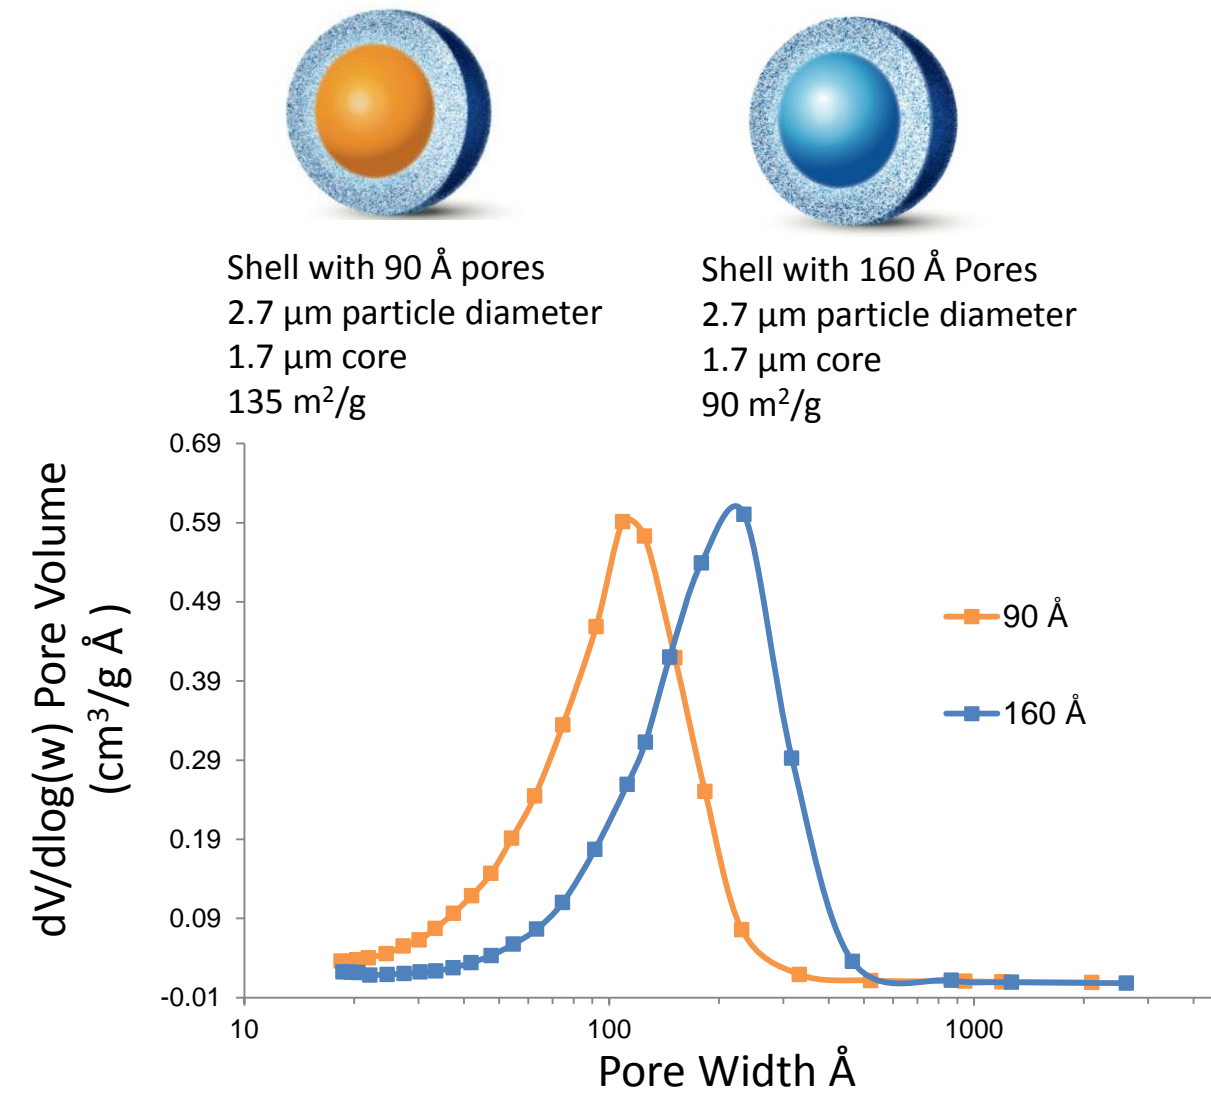 Shell with 90 Å pores
2.7 µm particle diameter
1.7 µm core
135 m²/g
Shell with 160 Å Pores
2.7 µm particle diameter
1.7 µm core
90 m²/g
dV/dlog(w) Pore Volume
(cm³/g Å )
0.69
0.59
0.49
0.39
0.29
0.19
0.09
-0.01
10
100
1000
Pore Width Å
90 Å
160 Å